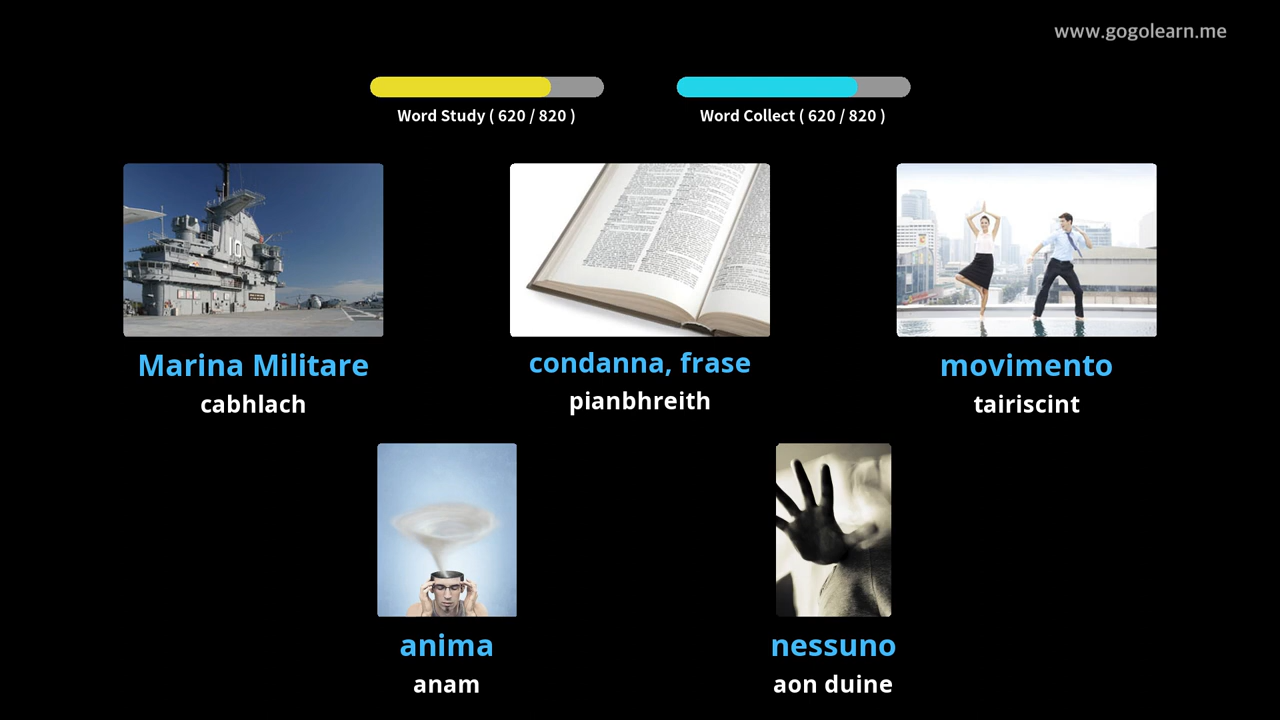 www.gogolearn.me
Word Study ( 620 / 820 )
Word Collect ( 620 / 820 )
10
Marina Militare
cabhlach
condanna, frase
pianbhreith
movimento
tairiscint
anima
anam
nessuno
aon duine